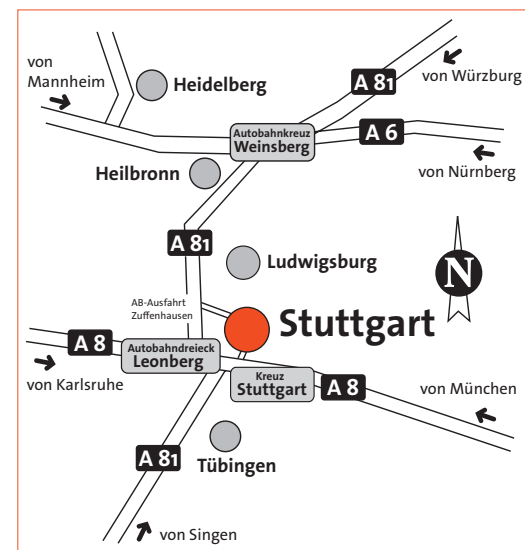 von
Mannheim
Heidelberg
A 81
von Würzburg
Autobahnkreuz
Weinsberg
A 6
von Nürnberg
Heilbronn
A 81
Ludwigsburg
N
AB-Ausfahrt
Zuffenhausen
Stuttgart
A 8
Autobahndreieck
Leonberg
von Karlsruhe
Kreuz
Stuttgart
A 8
von München
A 81
Tübingen
von Singen